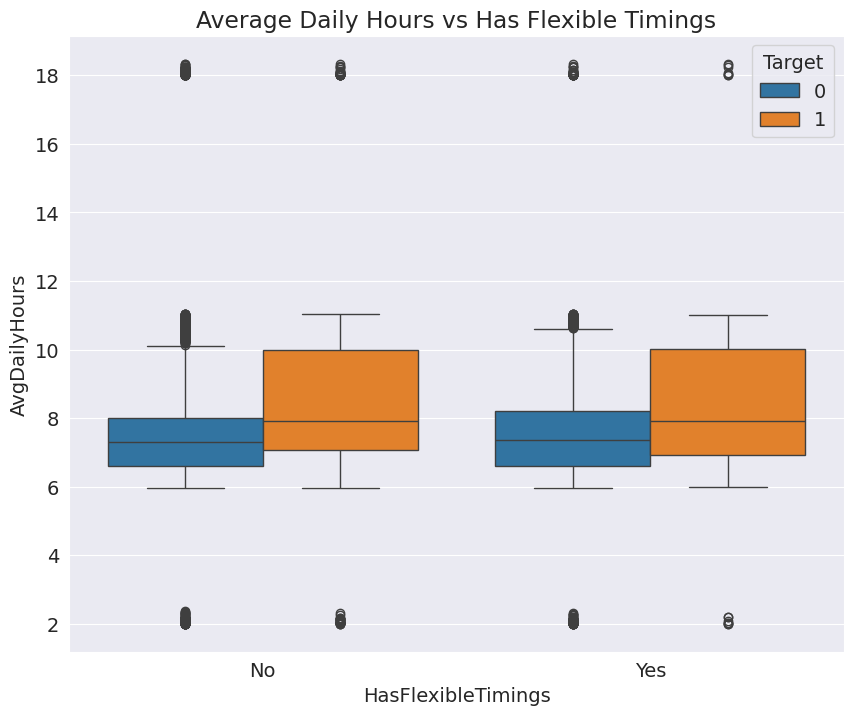 Average Daily Hours vs Has Flexible Timings
Target
0
1
18
16
14
12
10
8
6
4
2
AvgDailyHours
No
Yes
HasFlexibleTimings